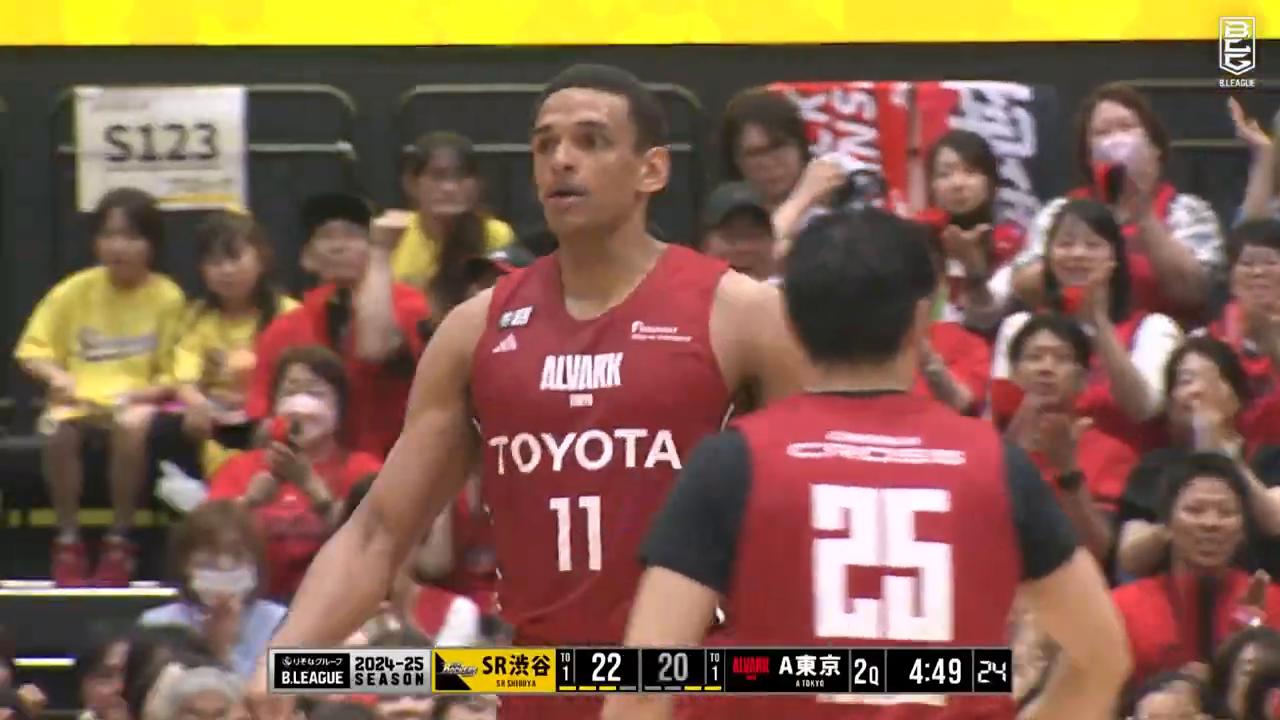 B.LEAGUE
S123
ALVARK
TOKYO
TOYOTA
11
CROSS
25
りそなグループ
B.LEAGUE
2024-25
SEASON
SR渋谷
SR SHIBUYA
TO
1
22
20
TO
1
ALVARK
A東京
A TOKYO
2Q
4:49
24